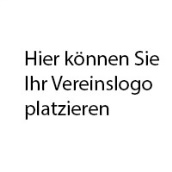 Hier können Sie
Ihr Vereinslogo
platzieren